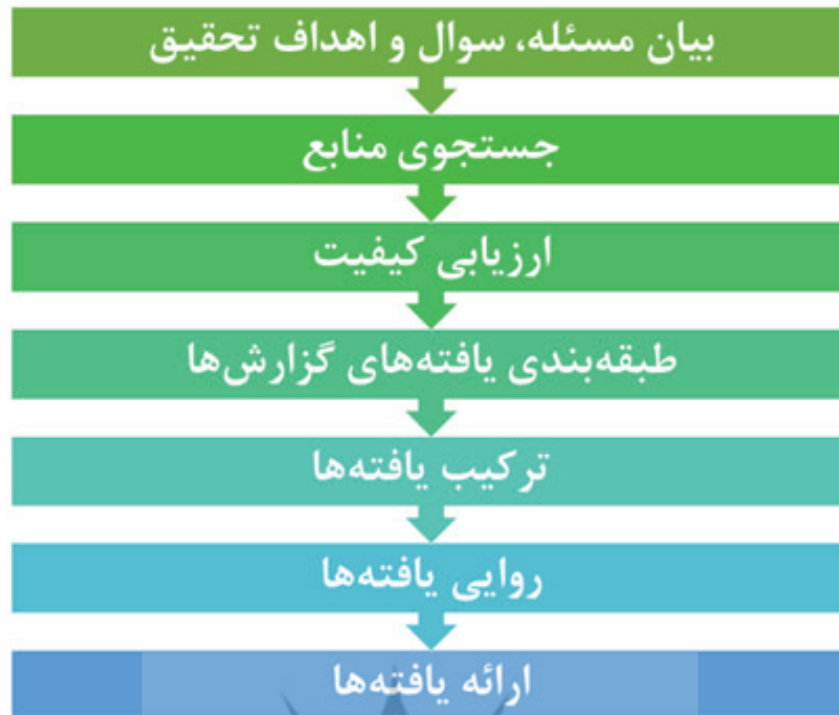 بیان مسئله، سوال و اهداف تحقیق
جستجوی منابع
ارزیابی کیفیت
طبقه‌بندی یافته‌های گزارش‌ها
ترکیب یافته‌ها
روایی یافته‌ها
ارائه یافته‌ها